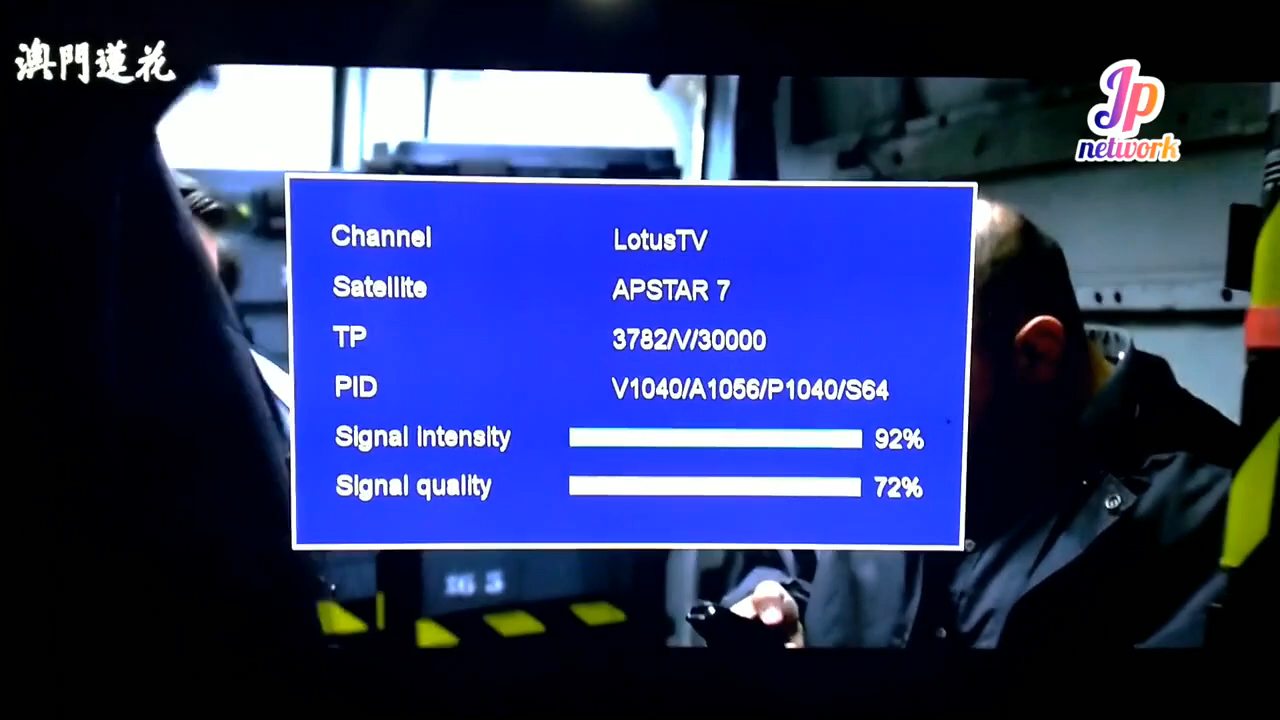 澳門蓮花
Jp
network
Channel LotusTV
Satellite APSTAR 7
TP 3782/V/30000
PID V1040/A1056/P1040/S64
Signal intensity 92%
Signal quality 72%